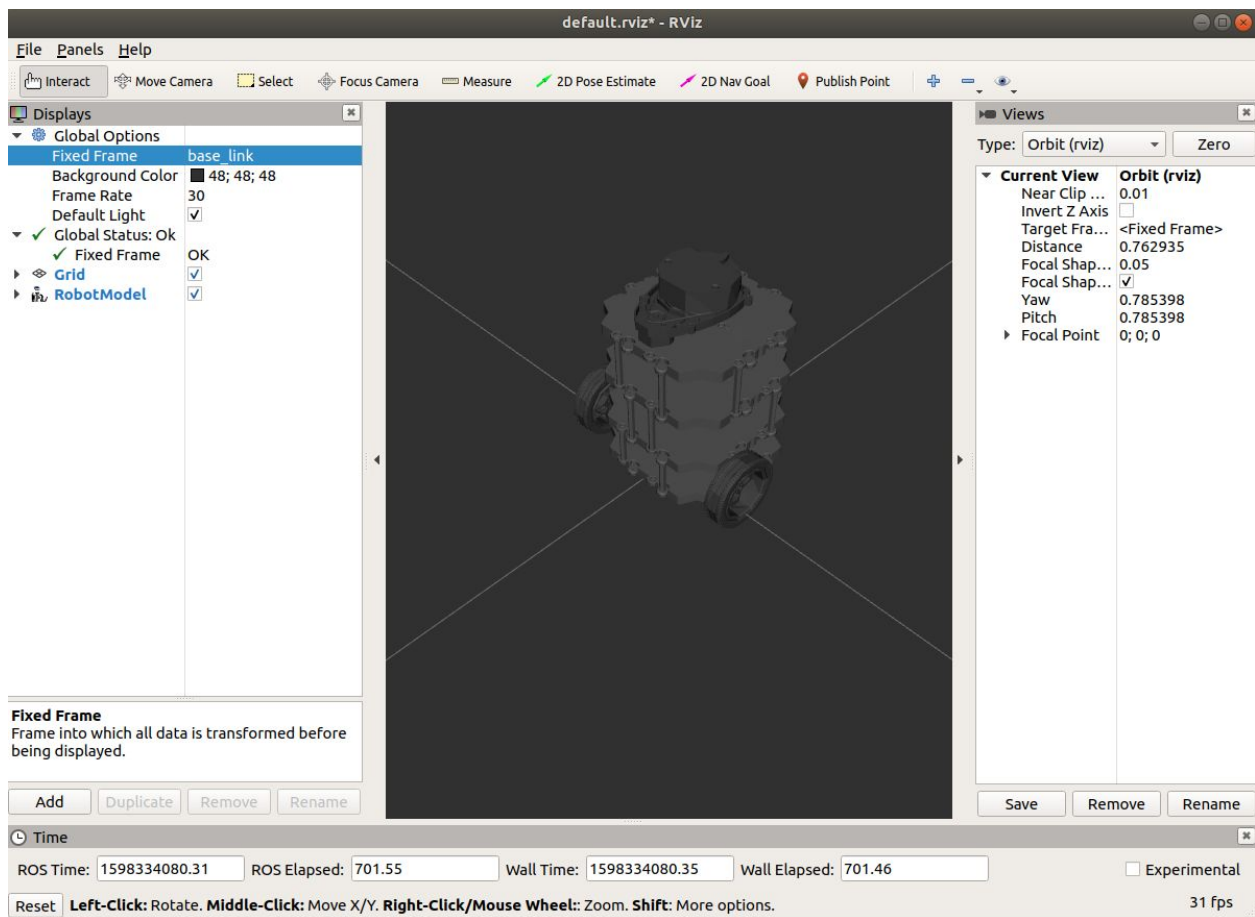 default.rviz* - RViz
File Panels Help
Interact Move Camera Select Focus Camera Measure 2D Pose Estimate 2D Nav Goal Publish Point
Displays
Global Options
Fixed Frame base_link
Background Color 48; 48; 48
Frame Rate 30
Default Light
Global Status: Ok
Fixed Frame OK
Grid
RobotModel
Fixed Frame
Frame into which all data is transformed before
being displayed.
Add Duplicate Remove Rename
Views
Type: Orbit (rviz) Zero
Current View Orbit (rviz)
Near Clip ... 0.01
Invert Z Axis
Target Fra... <Fixed Frame>
Distance 0.762935
Focal Shap... 0.05
Focal Shap...
Yaw 0.785398
Pitch 0.785398
Focal Point 0; 0; 0
Save Remove Rename
Time
ROS Time: 1598334080.31 ROS Elapsed: 701.55 Wall Time: 1598334080.35 Wall Elapsed: 701.46 Experimental
Reset Left-Click: Rotate. Middle-Click: Move X/Y. Right-Click/Mouse Wheel:: Zoom. Shift: More options. 31 fps